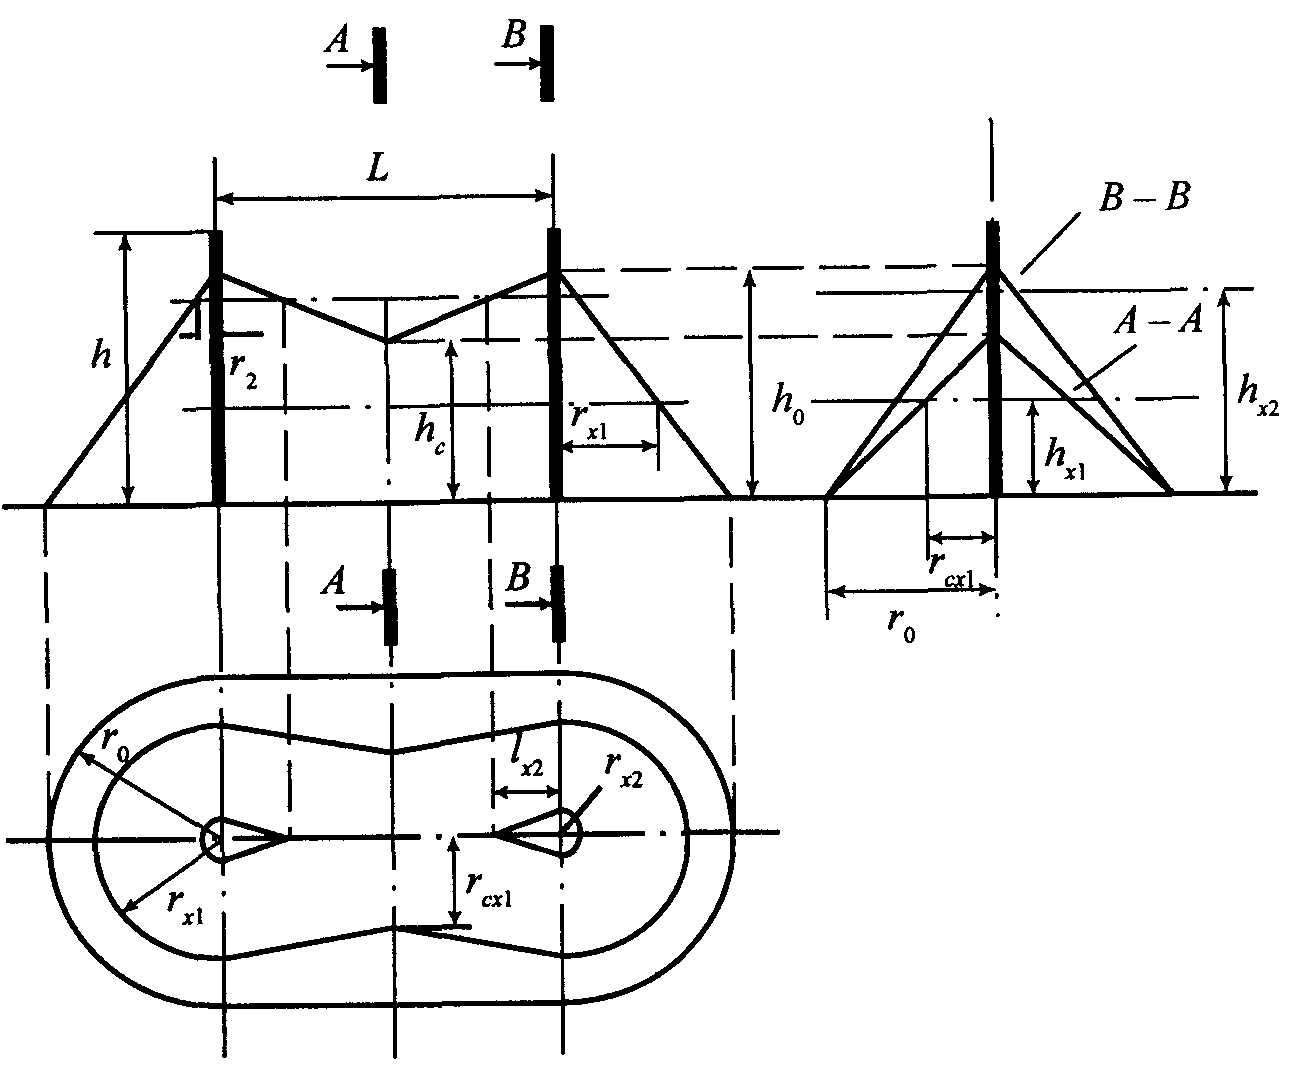 A B
L
B – B
A – A
h
r2
hc
rx1
h0
hx1
hx2
rcx1
r0
A B
r0
lx2
rx2
rx1
rcx1